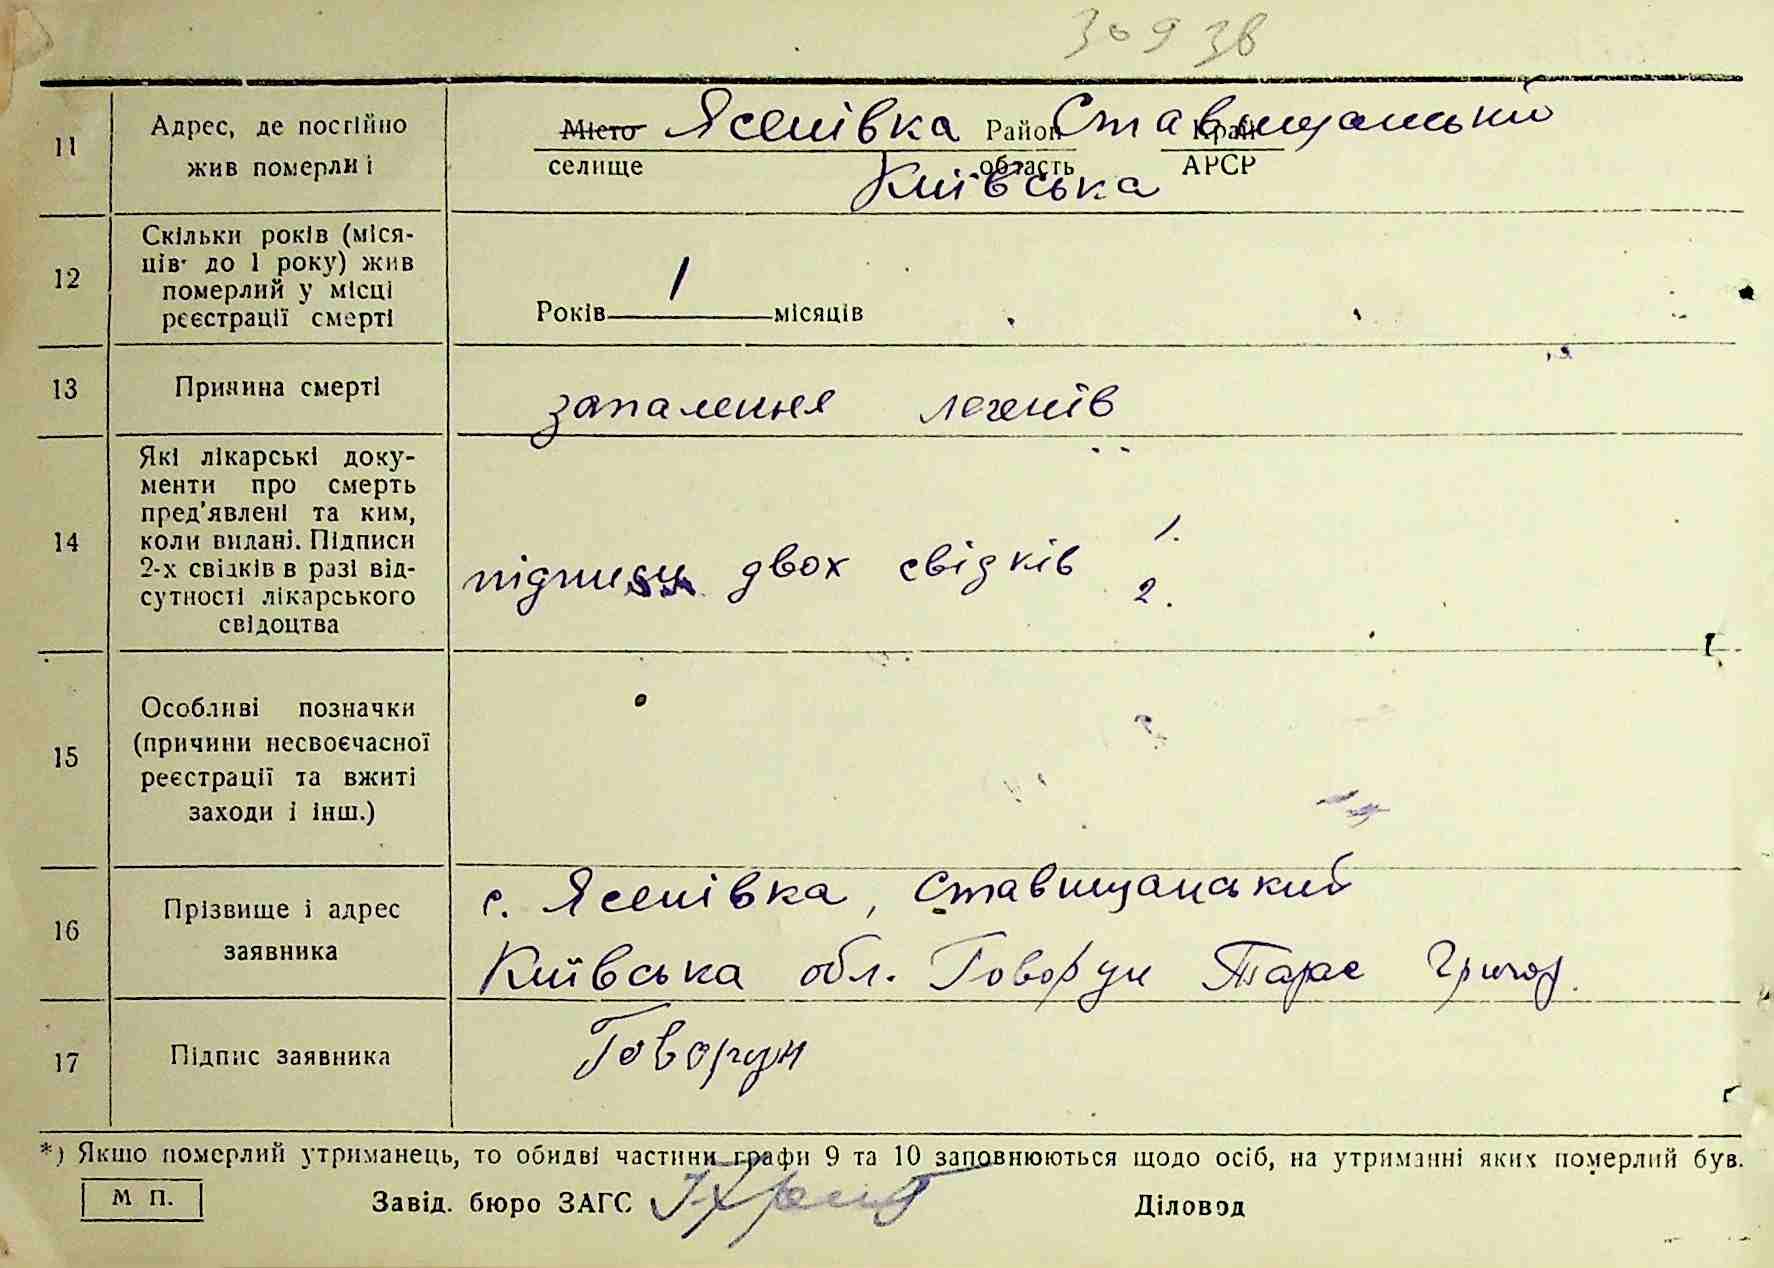 30938
11 Адрес, де постійно жив померлий
Місто Ясенівка Район Ставищанський Край
селище область АРСР
Київська
12 Скільки років (місяців до 1 року) жив померлий у місці реєстрації смерті
1
Років місяців
13 Причина смерті
запалення легенів
14 Які лікарські документи про смерть пред'явлені та ким, коли видані. Підписи 2-х свідків в разі відсутності лікарського свідоцтва
1.
підписи двох свідків
2.
15 Особливі позначки (причини несвоєчасної реєстрації та вжиті заходи і інш.)
16 Прізвище і адрес заявника
с. Ясенівка, Ставищанський
Київська обл. Говорун Тарас Григор.
17 Підпис заявника
Говорун
*) Якщо померлий утриманець, то обидві частини графи 9 та 10 заповнюються щодо осіб, на утриманні яких померлий був.
М П. Завід. бюро ЗАГС Діловод